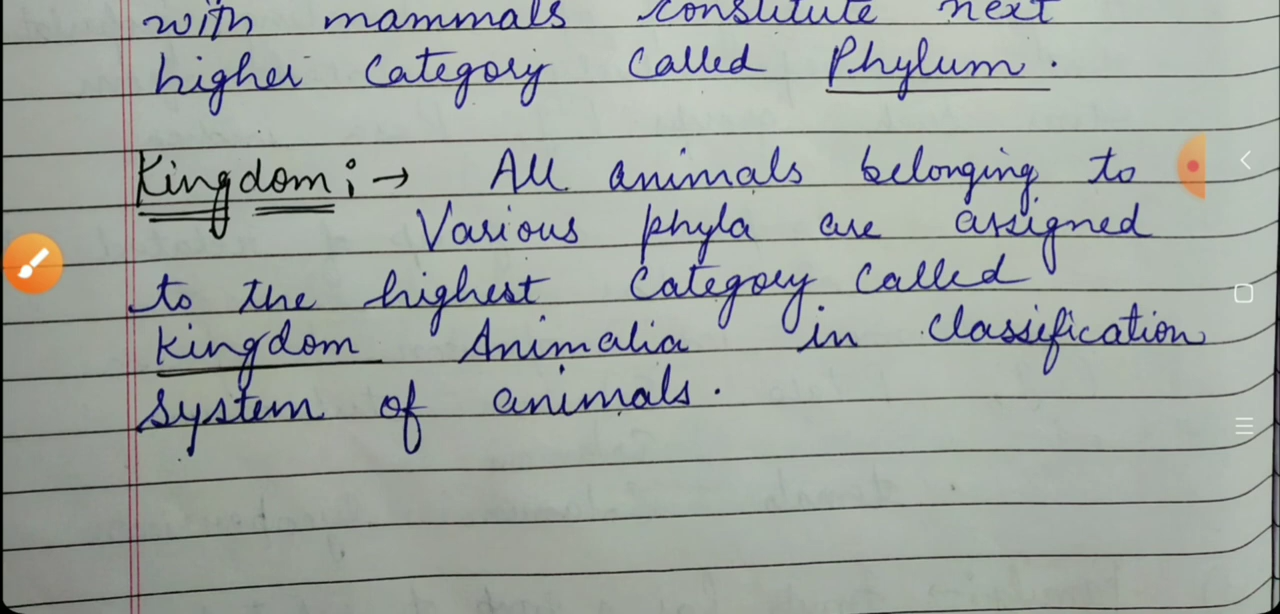 with mammals constitute next
higher Category Called Phylum.
Kingdom :→ All animals belonging to
Various phyla are assigned
to the highest Category Called
Kingdom Animalia in Classification
System of animals.